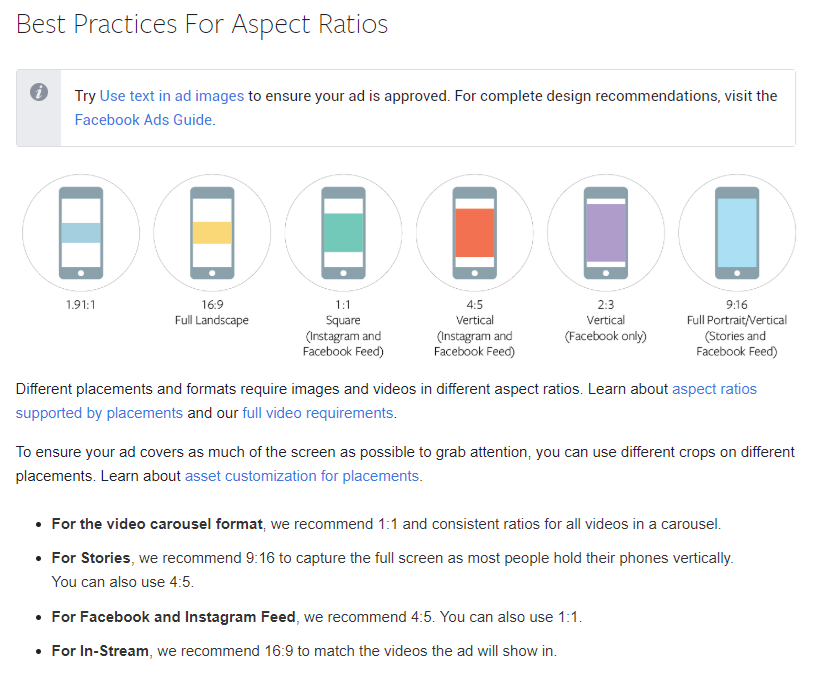 Best Practices For Aspect Ratios
i
Try Use text in ad images to ensure your ad is approved. For complete design recommendations, visit the
Facebook Ads Guide.
1.91:1
16:9
Full Landscape
1:1
Square
(Instagram and
Facebook Feed)
4:5
Vertical
(Instagram and
Facebook Feed)
2:3
Vertical
(Facebook only)
9:16
Full Portrait/Vertical
(Stories and
Facebook Feed)
Different placements and formats require images and videos in different aspect ratios. Learn about aspect ratios
supported by placements and our full video requirements.
To ensure your ad covers as much of the screen as possible to grab attention, you can use different crops on different
placements. Learn about asset customization for placements.
• For the video carousel format, we recommend 1:1 and consistent ratios for all videos in a carousel.
• For Stories, we recommend 9:16 to capture the full screen as most people hold their phones vertically.
You can also use 4:5.
• For Facebook and Instagram Feed, we recommend 4:5. You can also use 1:1.
• For In-Stream, we recommend 16:9 to match the videos the ad will show in.